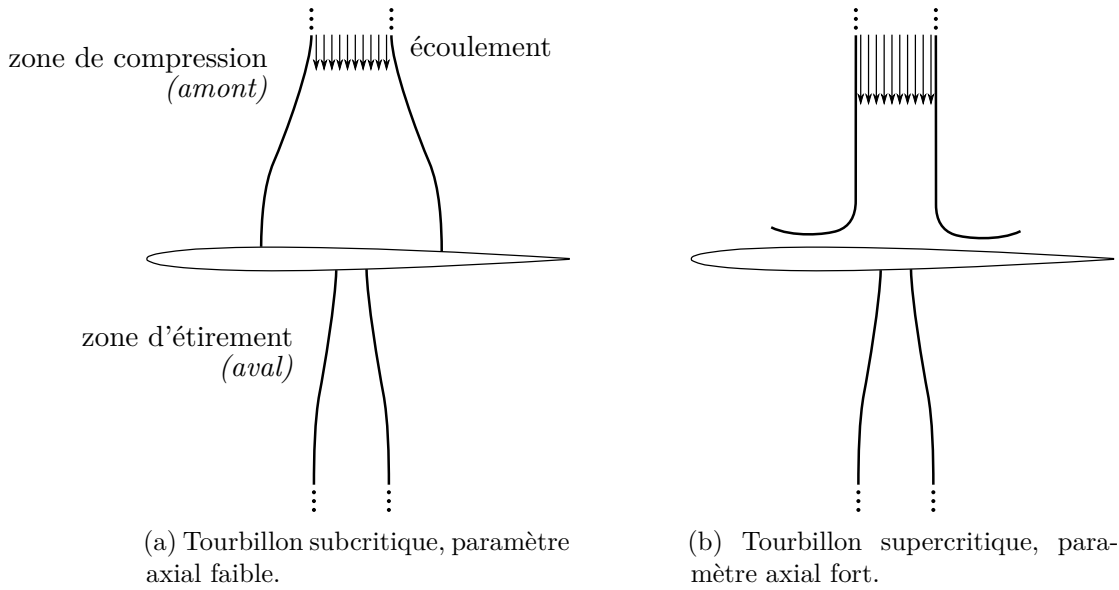 zone de compression
(amont)
écoulement
zone d'étirement
(aval)
(a) Tourbillon subcritique, paramètre
axial faible.
(b) Tourbillon supercritique, para-
mètre axial fort.